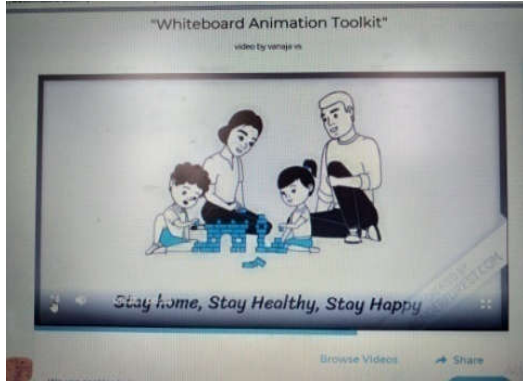 "Whiteboard Animation Toolkit"
video by vanaja vs
Stay home, Stay Healthy, Stay Happy
Browse Videos
Share